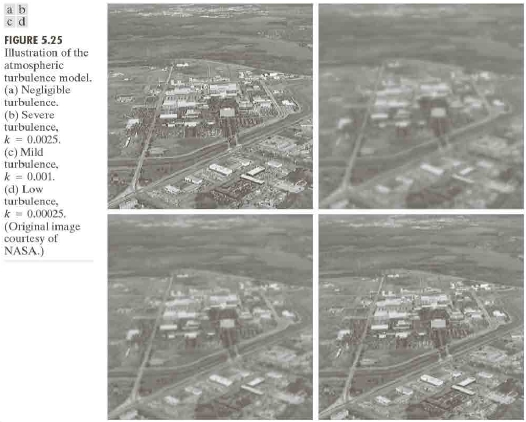 a b
c d
FIGURE 5.25
Illustration of the
atmospheric
turbulence model.
(a) Negligible
turbulence.
(b) Severe
turbulence,
k = 0.0025.
(c) Mild
turbulence,
k = 0.001.
(d) Low
turbulence,
k = 0.00025.
(Original image
courtesy of
NASA.)